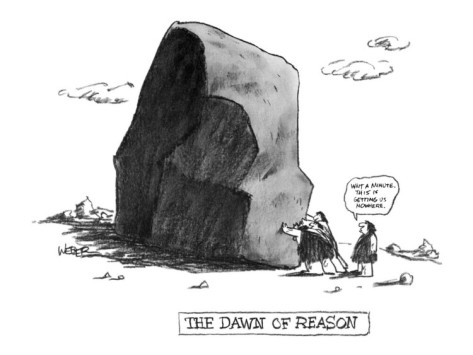 WAIT A MINUTE.
THIS IS
GETTING US
NOWHERE.
WEBER
THE DAWN OF REASON